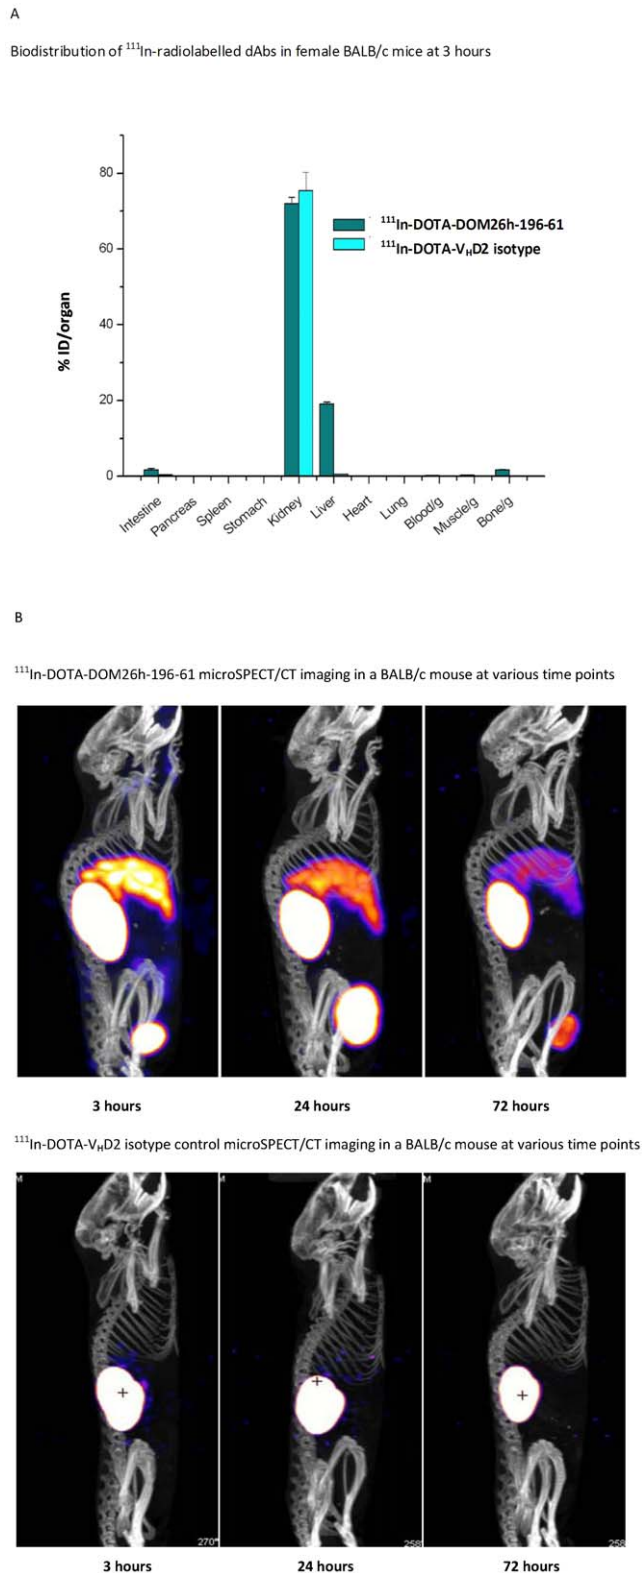 A
Biodistribution of ¹¹¹In-radiolabelled dAbs in female BALB/c mice at 3 hours
80
60
40
20
0
% ID/organ
¹¹¹In-DOTA-DOM26h-196-61
¹¹¹In-DOTA-VHD2 isotype
Intestine
Pancreas
Spleen
Stomach
Kidney
Liver
Heart
Lung
Blood/g
Muscle/g
Bone/g
B
¹¹¹In-DOTA-DOM26h-196-61 microSPECT/CT imaging in a BALB/c mouse at various time points
3 hours 24 hours 72 hours
¹¹¹In-DOTA-VHD2 isotype control microSPECT/CT imaging in a BALB/c mouse at various time points
M M M
270° 258 258
3 hours 24 hours 72 hours